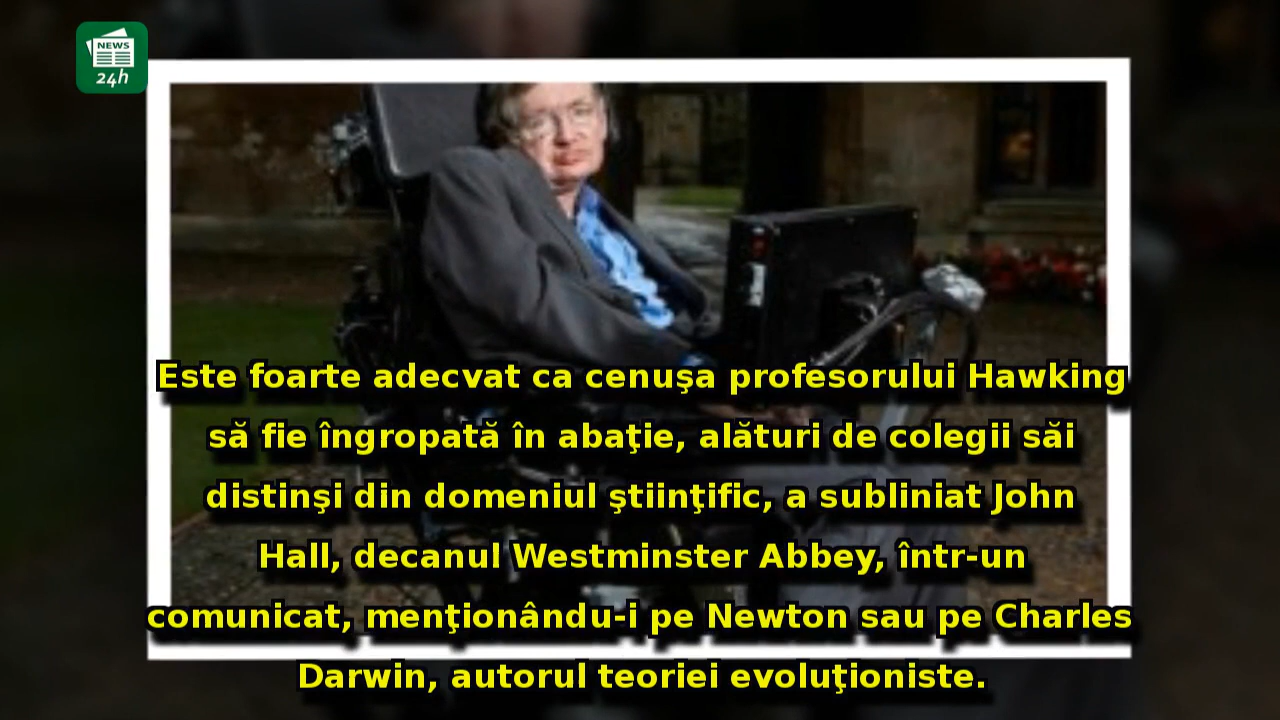 NEWS
24h
Este foarte adecvat ca cenuşa profesorului Hawking
să fie îngropată în abaţie, alături de colegii săi
distinşi din domeniul ştiinţific, a subliniat John
Hall, decanul Westminster Abbey, într-un
comunicat, menţionându-i pe Newton sau pe Charles
Darwin, autorul teoriei evoluţioniste.